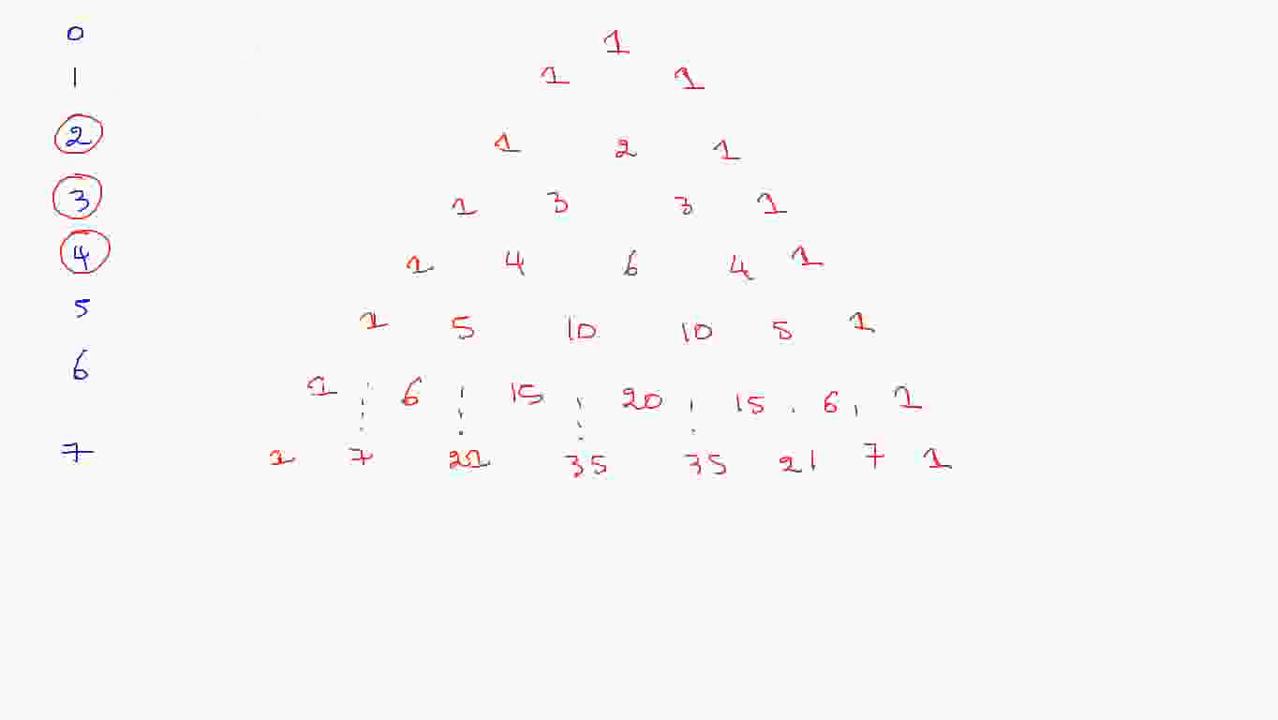 0 1
1 1 1
2 1 2 1
3 1 3 3 1
4 1 4 6 4 1
5 1 5 10 10 5 1
6 1 6 15 20 15 6 1
7 1 7 21 35 35 21 7 1